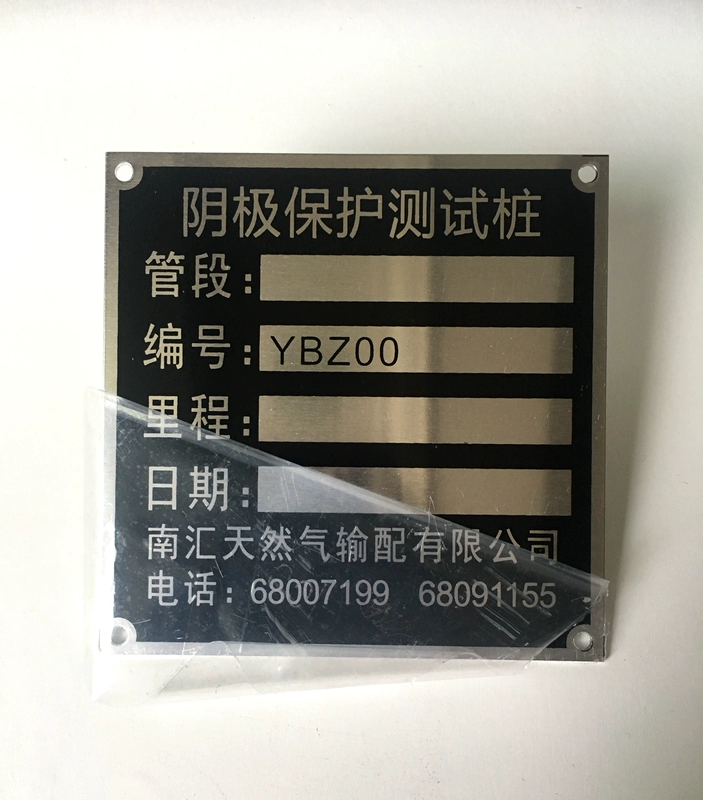 阴极保护测试桩
管段:
编号: YBZ00
里程:
日期:
南汇天然气输配有限公司
电话: 68007199 68091155